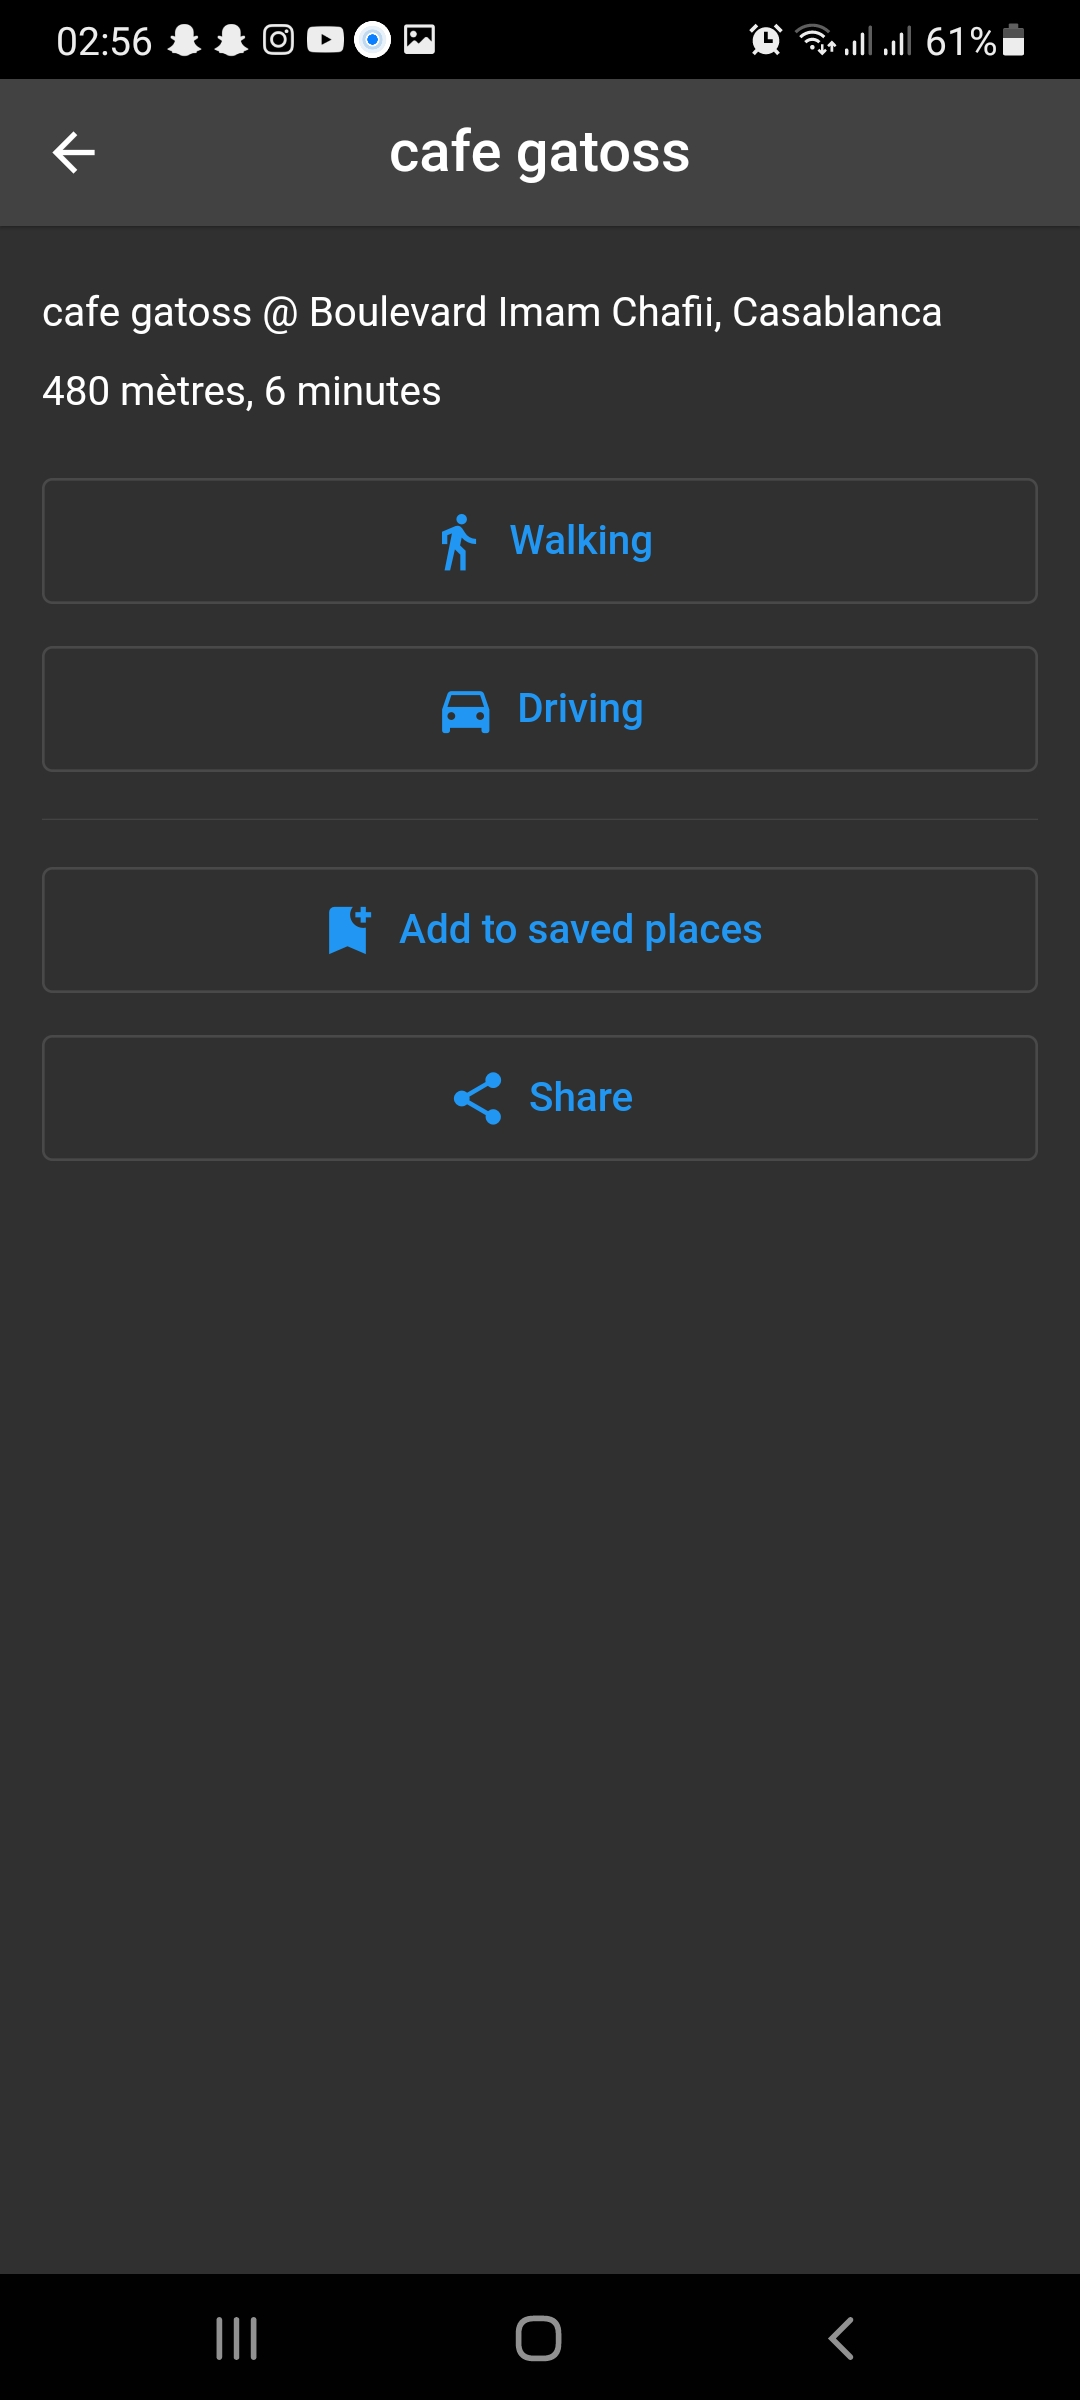 02:56 61%
cafe gatoss
cafe gatoss @ Boulevard Imam Chafii, Casablanca
480 mètres, 6 minutes
Walking
Driving
Add to saved places
Share